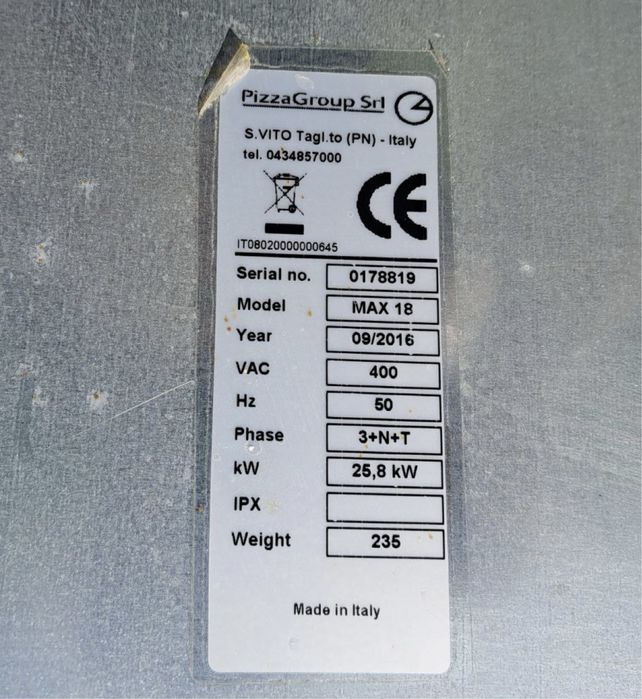 PizzaGroup Srl
S.VITO Tagl.to (PN) - Italy
tel. 0434857000
CE
IT08020000000645
Serial no. 0178819
Model MAX 18
Year 09/2016
VAC 400
Hz 50
Phase 3+N+T
kW 25,8 kW
IPX
Weight 235
Made in Italy